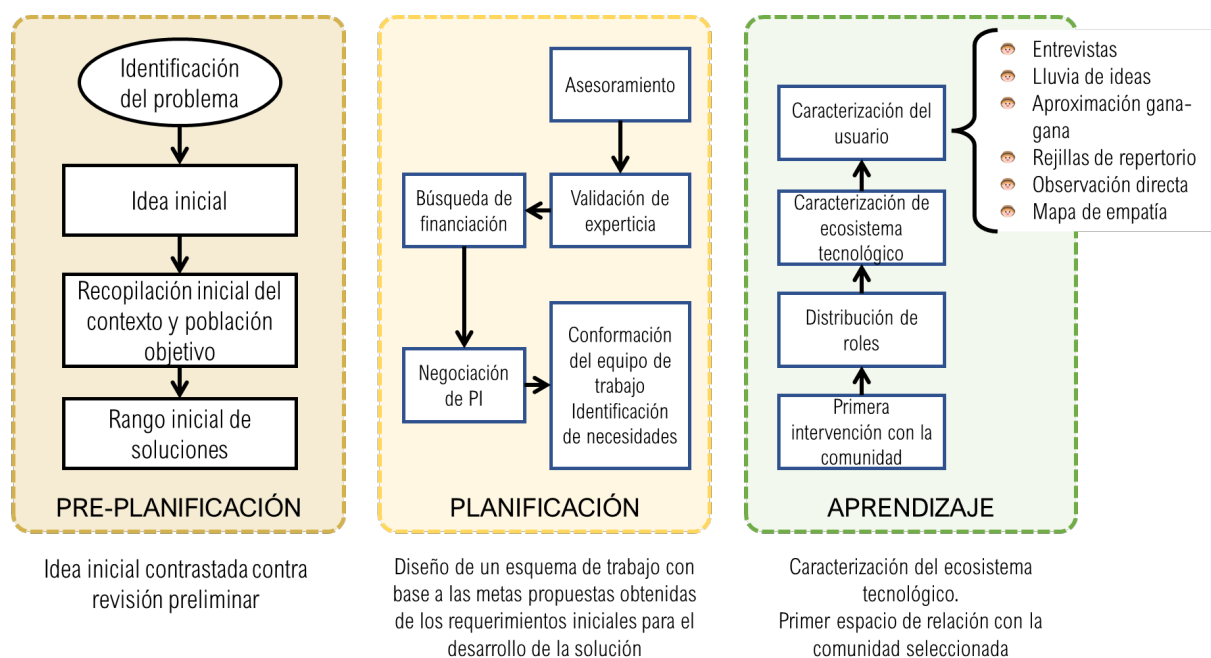 Identificación
del problema
Idea inicial
Recopilación inicial del
contexto y población
objetivo
Rango inicial de
soluciones
PRE-PLANIFICACIÓN
Idea inicial contrastada contra
revisión preliminar
Asesoramiento
Búsqueda de
financiación
Validación de
experticia
Negociación
de PI
Conformación
del equipo de
trabajo
Identificación
de necesidades
PLANIFICACIÓN
Diseño de un esquema de trabajo con
base a las metas propuestas obtenidas
de los requerimientos iniciales para el
desarrollo de la solución
Caracterización del
usuario
Caracterización de
ecosistema
tecnológico
Distribución de
roles
Primera
intervención con la
comunidad
Entrevistas
Lluvia de ideas
Aproximación gana-
gana
Rejillas de repertorio
Observación directa
Mapa de empatía
APRENDIZAJE
Caracterización del ecosistema
tecnológico.
Primer espacio de relación con la
comunidad seleccionada